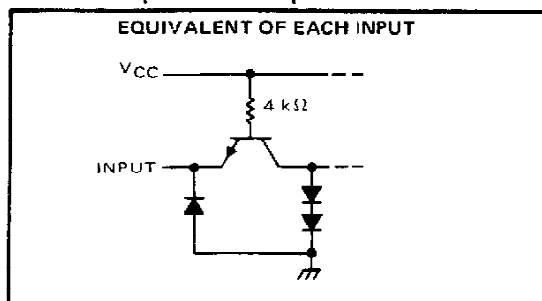 EQUIVALENT OF EACH INPUT
VCC
4 kΩ
INPUT